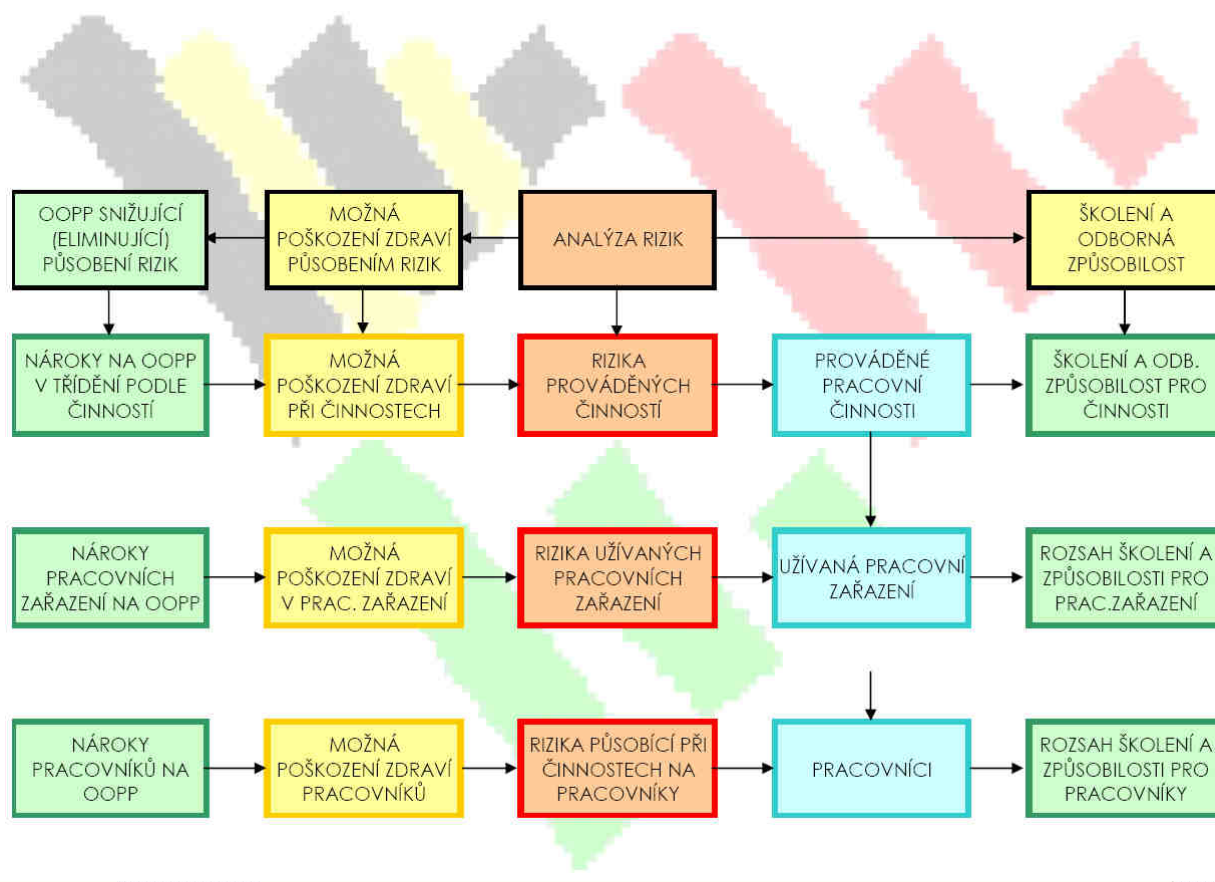 OOPP SNIŽUJÍCÍ
(ELIMINUJÍCÍ)
PŮSOBENÍ RIZIK
MOŽNÁ
POŠKOZENÍ ZDRAVÍ
PŮSOBENÍM RIZIK
ANALÝZA RIZIK
ŠKOLENÍ A
ODBORNÁ
ZPŮSOBILOST
NÁROKY NA OOPP
V TŘÍDĚNÍ PODLE
ČINNOSTÍ
MOŽNÁ
POŠKOZENÍ ZDRAVÍ
PŘI ČINNOSTECH
RIZIKA
PROVÁDĚNÝCH
ČINNOSTÍ
PROVÁDĚNÉ
PRACOVNÍ
ČINNOSTI
ŠKOLENÍ A ODB.
ZPŮSOBILOST PRO
ČINNOSTI
NÁROKY
PRACOVNÍCH
ZAŘAZENÍ NA OOPP
MOŽNÁ
POŠKOZENÍ ZDRAVÍ
V PRAC. ZAŘAZENÍ
RIZIKA UŽÍVANÝCH
PRACOVNÍCH
ZAŘAZENÍ
UŽÍVANÁ PRACOVNÍ
ZAŘAZENÍ
ROZSAH ŠKOLENÍ A
ZPŮSOBILOSTI PRO
PRAC.ZAŘAZENÍ
NÁROKY
PRACOVNÍKŮ NA
OOPP
MOŽNÁ
POŠKOZENÍ ZDRAVÍ
PRACOVNÍKŮ
RIZIKA PŮSOBÍCÍ PŘI
ČINNOSTECH NA
PRACOVNÍKY
PRACOVNÍCI
ROZSAH ŠKOLENÍ A
ZPŮSOBILOSTI PRO
PRACOVNÍKY